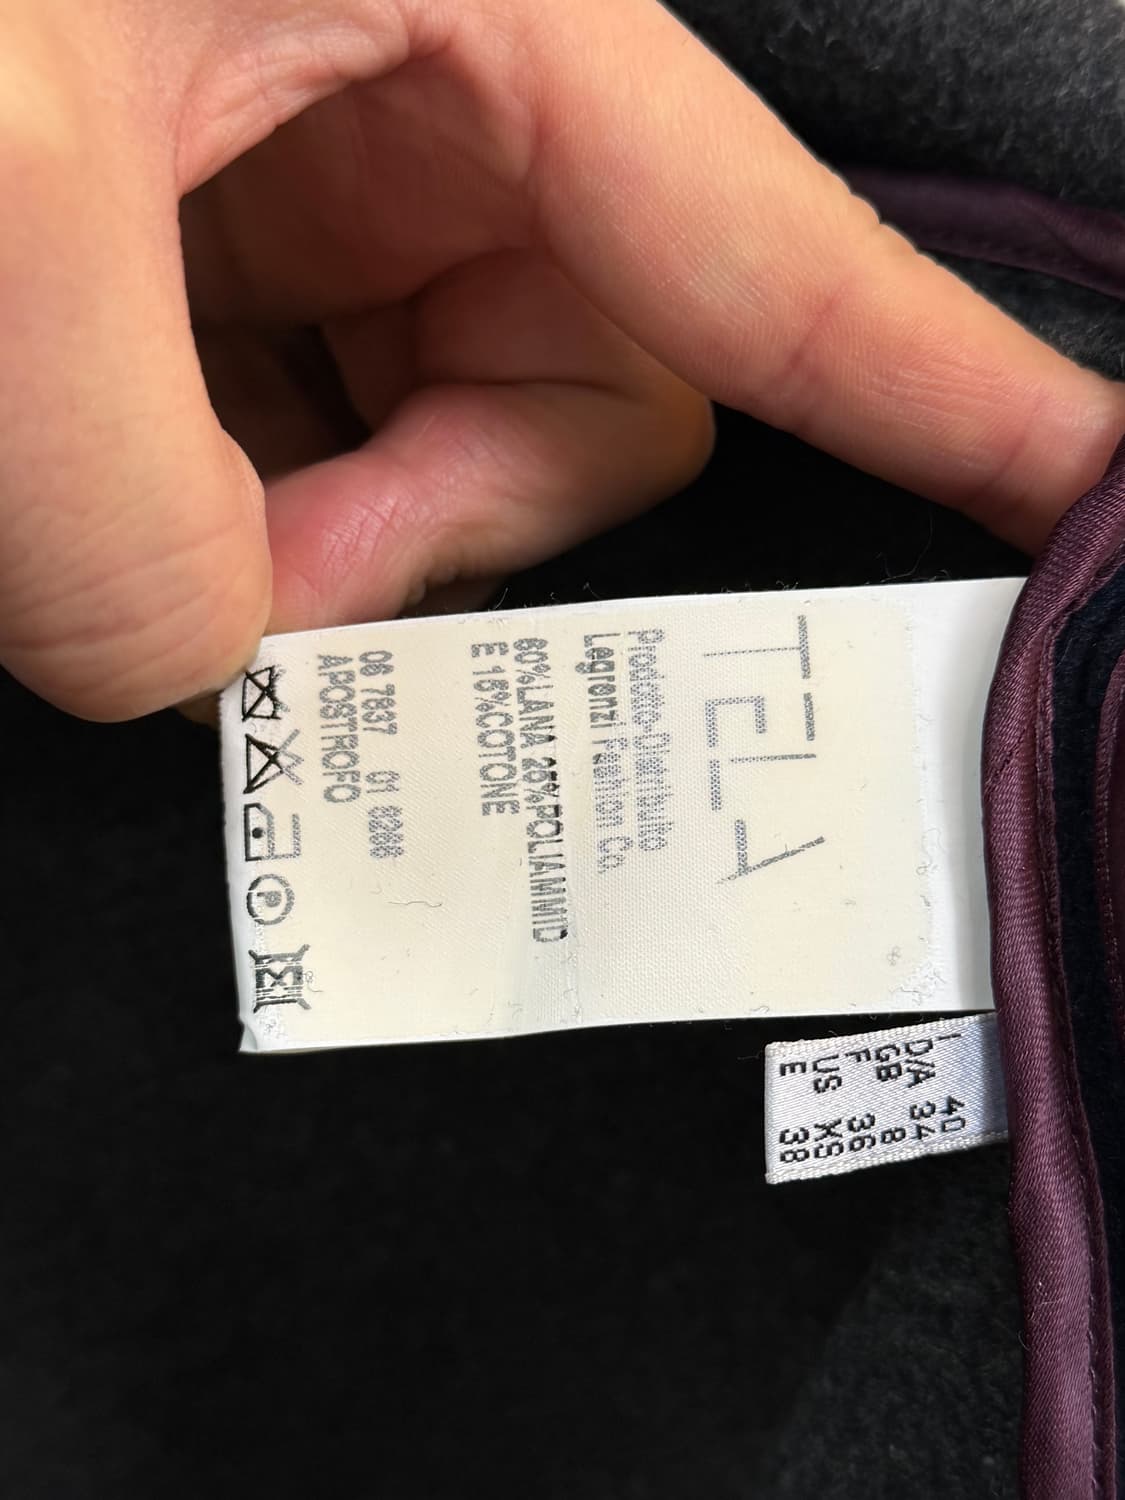 TELA
Prodotto-Distribuito
Legronzi Fashion Co.
60%LANA 25%POLIAMMID
E 15%COTONE
06 7837 01
APOSTROFO
P
I 40
D/A 34
GB 8
F 36
US XS
E 38